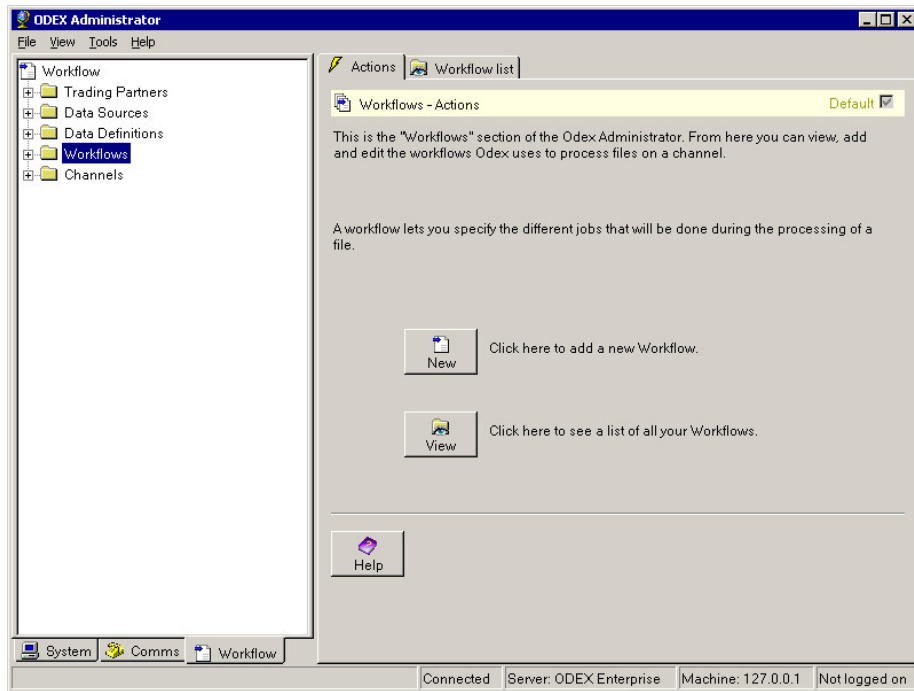 ODEX Administrator
File View Tools Help
Workflow
Trading Partners
Data Sources
Data Definitions
Workflows
Channels
Actions
Workflow list
Workflows - Actions
Default
This is the "Workflows" section of the Odex Administrator. From here you can view, add
and edit the workflows Odex uses to process files on a channel.
A workflow lets you specify the different jobs that will be done during the processing of a
file.
New
Click here to add a new Workflow.
View
Click here to see a list of all your Workflows.
Help
System Comms Workflow
Connected Server: ODEX Enterprise Machine: 127.0.0.1 Not logged on